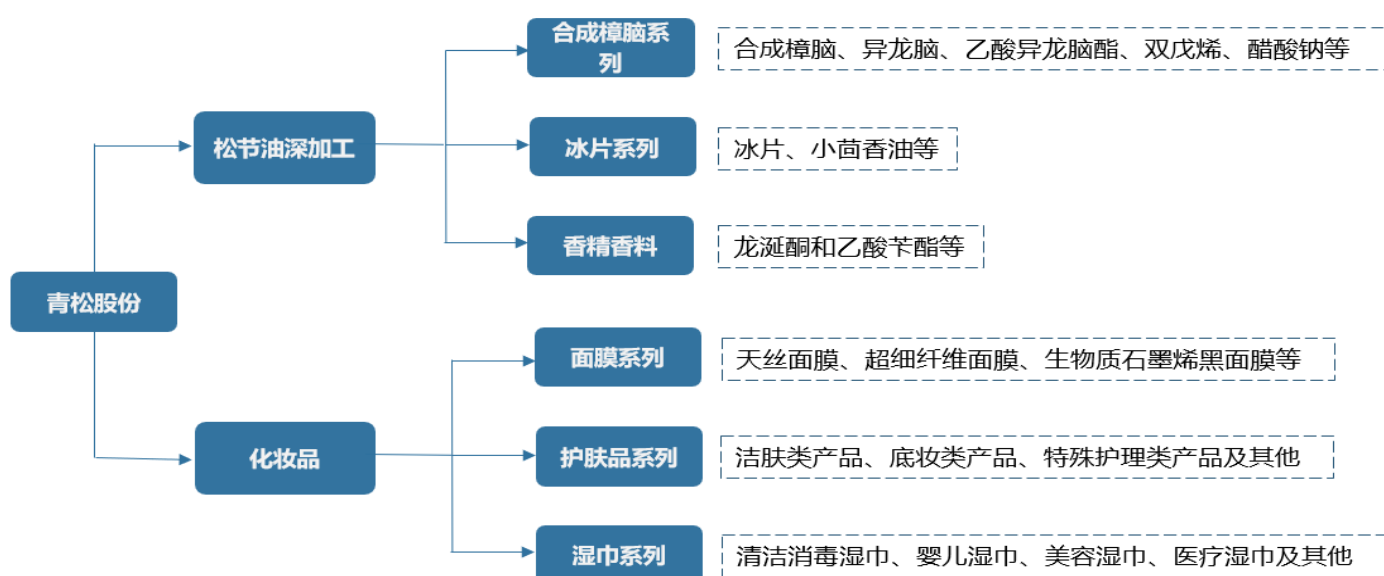 合成樟脑系
列
合成樟脑、异龙脑、乙酸异龙脑酯、双戊烯、醋酸钠等
松节油深加工
冰片系列
冰片、小茴香油等
香精香料
龙涎酮和乙酸苄酯等
青松股份
面膜系列
天丝面膜、超细纤维面膜、生物质石墨烯黑面膜等
化妆品
护肤品系列
洁肤类产品、底妆类产品、特殊护理类产品及其他
湿巾系列
清洁消毒湿巾、婴儿湿巾、美容湿巾、医疗湿巾及其他